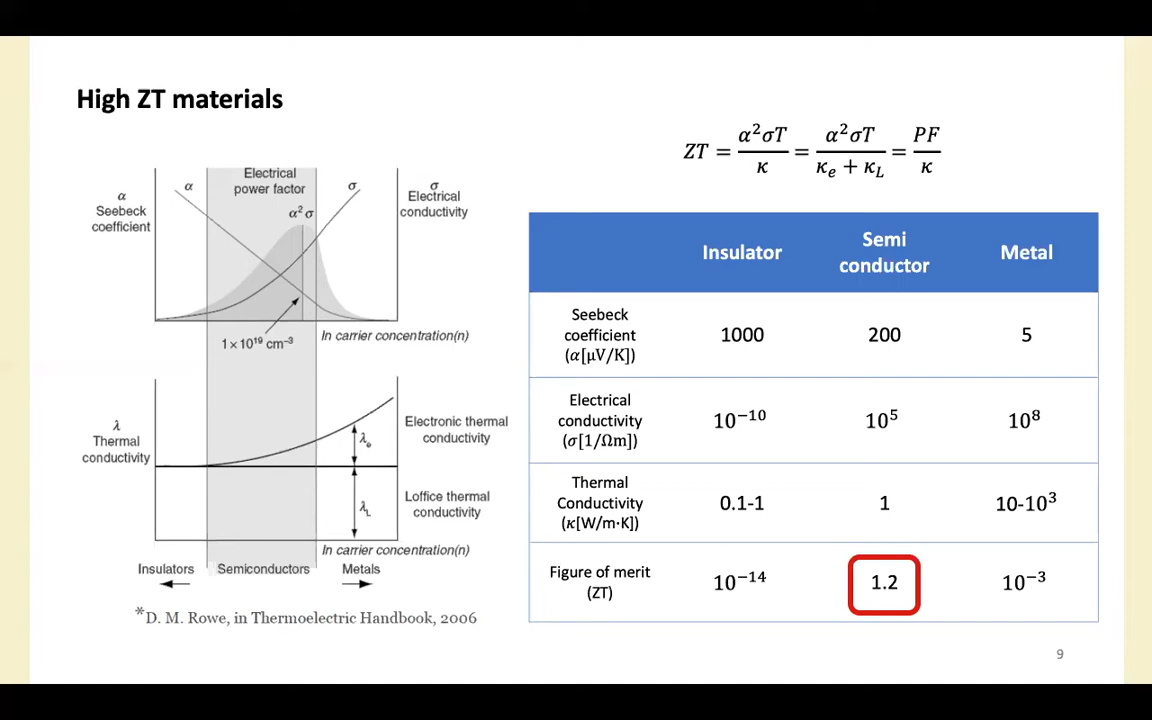 High ZT materials
ZT = α²σT/κ = α²σT/(κₑ + κL) = PF/κ
Electrical
power factor
α
Seebeck
coefficient
α
α² σ
σ
σ
Electrical
conductivity
In carrier concentration(n)
1×10¹⁹ cm⁻³
λ
Thermal
conductivity
Electronic thermal
conductivity
λₑ
Loffice thermal
conductivity
λL
In carrier concentration(n)
Insulators
Semiconductors
Metals
*D. M. Rowe, in Thermoelectric Handbook, 2006
Insulator
Semi
conductor
Metal
Seebeck
coefficient
(α[μV/K])
1000
200
5
Electrical
conductivity
(σ[1/Ωm])
10⁻¹⁰
10⁵
10⁸
Thermal
Conductivity
(κ[W/m·K])
0.1-1
1
10-10³
Figure of merit
(ZT)
10⁻¹⁴
1.2
10⁻³
9